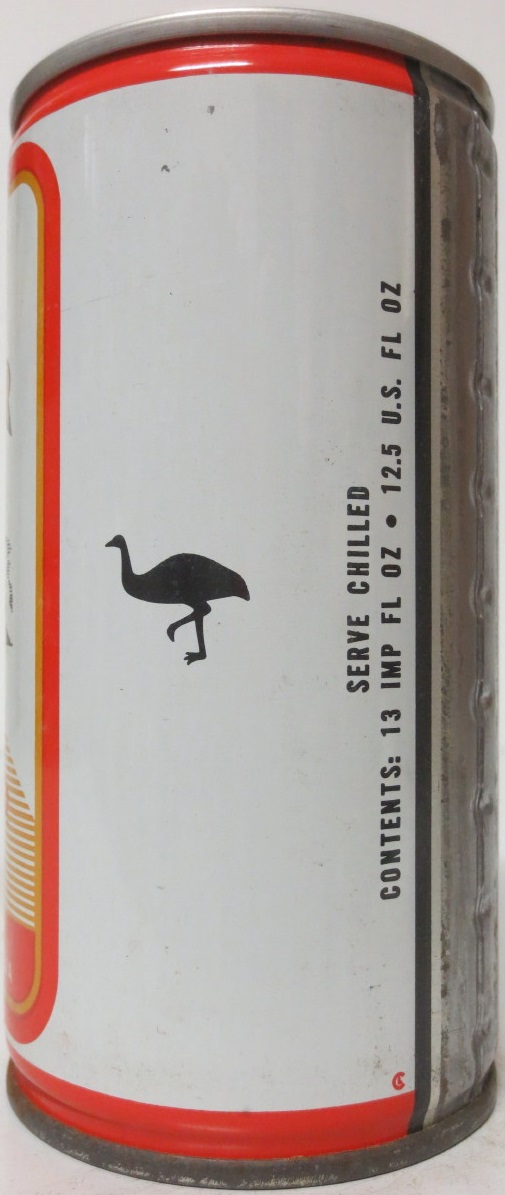 SERVE CHILLED
CONTENTS: 13 IMP FL OZ • 12.5 U.S. FL OZ